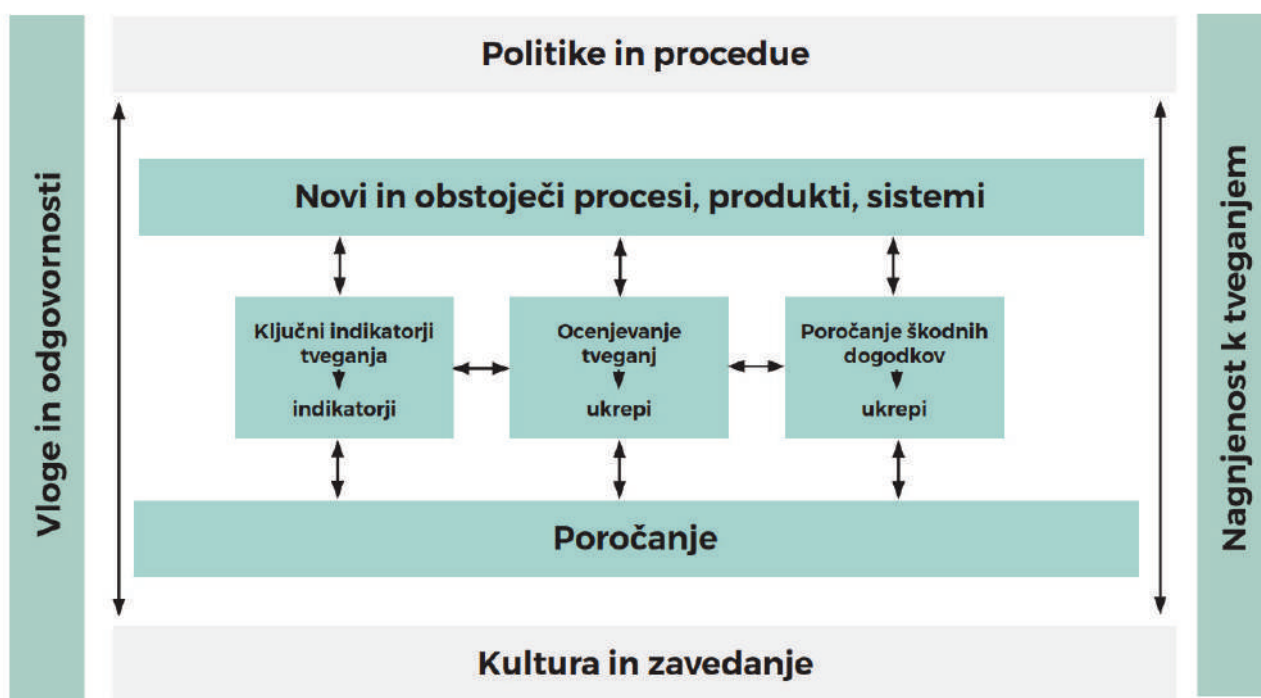 Politike in procedue
Vloge in odgovornosti
Novi in obstoječi procesi, produkti, sistemi
Ključni indikatorji
tveganja
indikatorji
Ocenjevanje
tveganj
ukrepi
Poročanje škodnih
dogodkov
ukrepi
Poročanje
Kultura in zavedanje
Nagnjenost k tveganjem